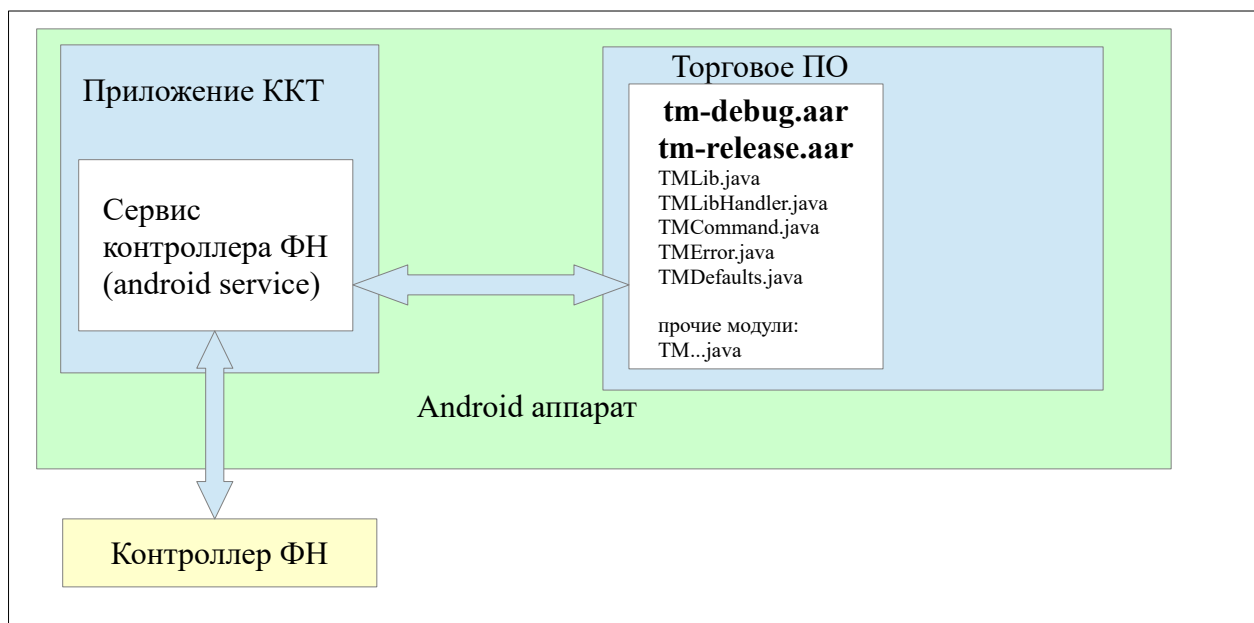 Приложение ККТ
Сервис
контроллера ФН
(android service)
Торговое ПО
tm-debug.aar
tm-release.aar
TMLib.java
TMLibHandler.java
TMCommand.java
TMError.java
TMDefaults.java
прочие модули:
TM...java
Android аппарат
Контроллер ФН